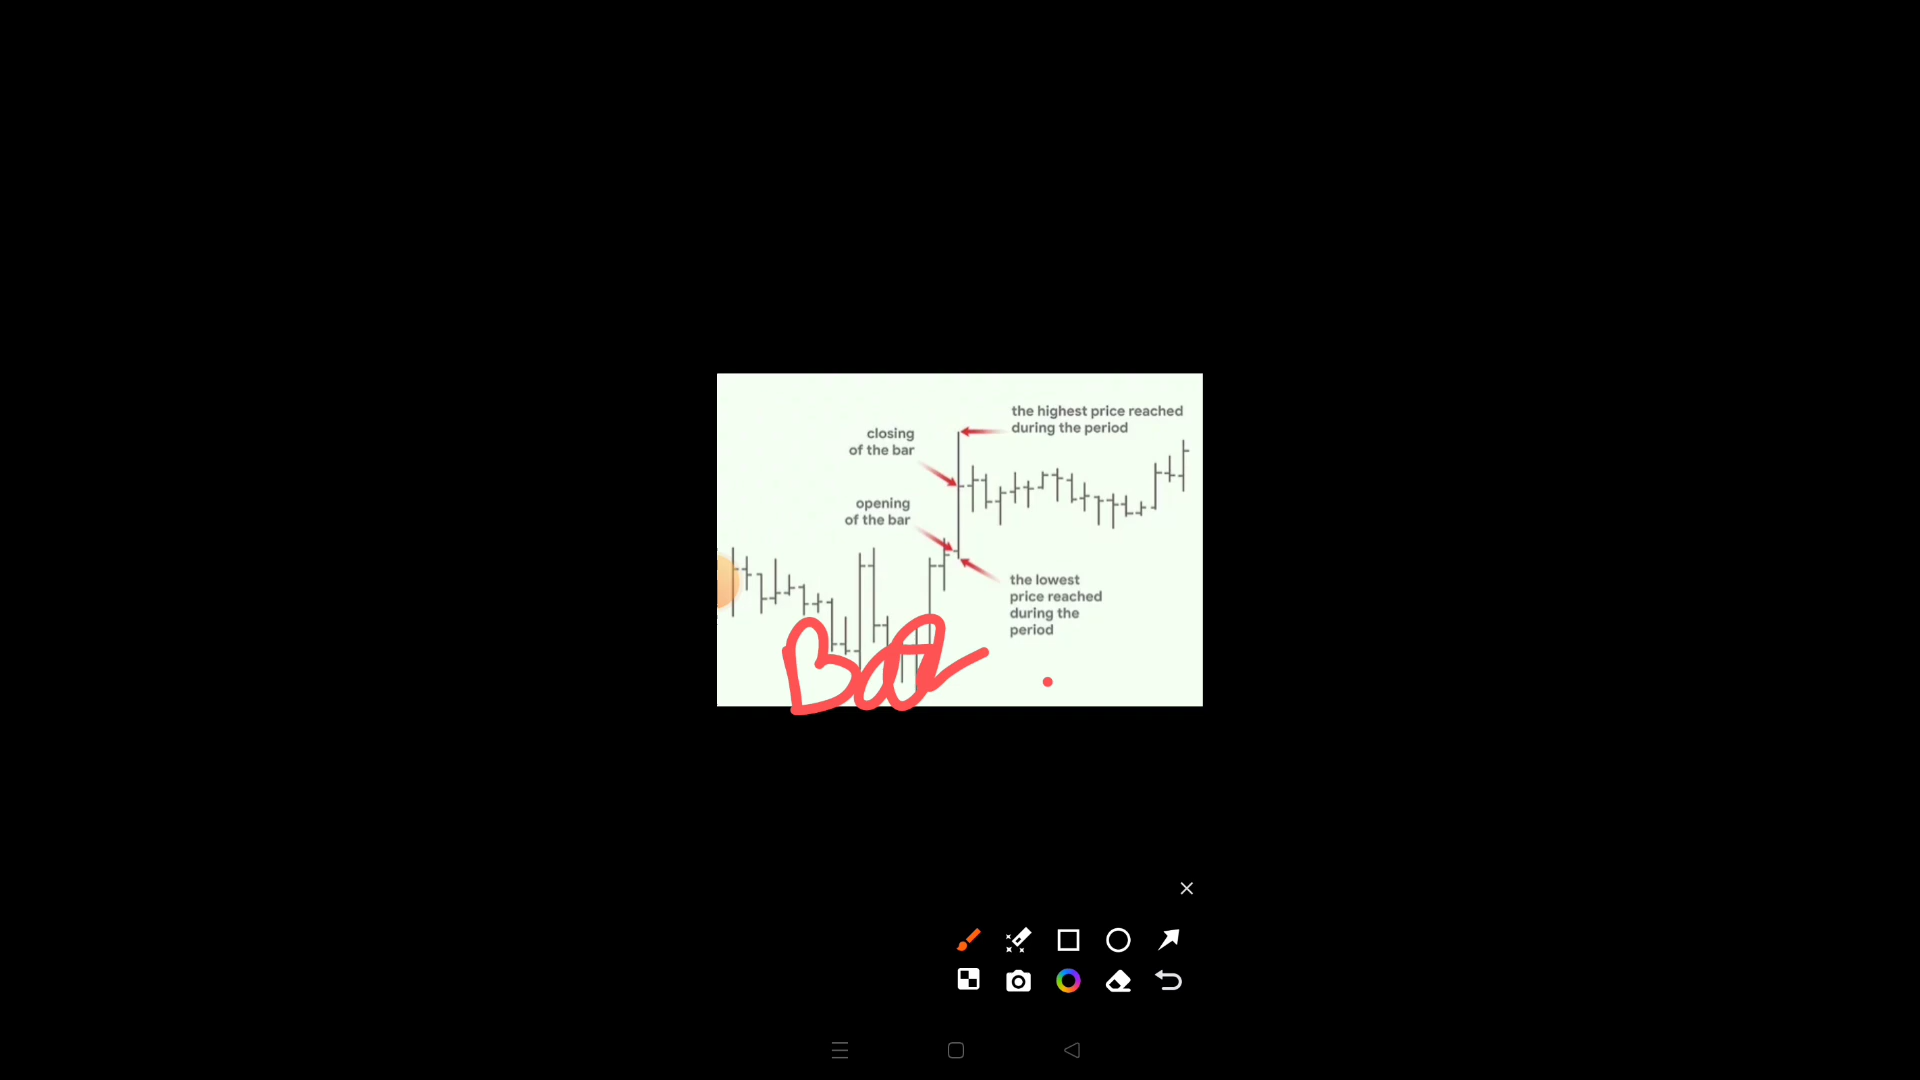 the highest price reached
during the period
closing
of the bar
opening
of the bar
the lowest
price reached
during the
period
Bar